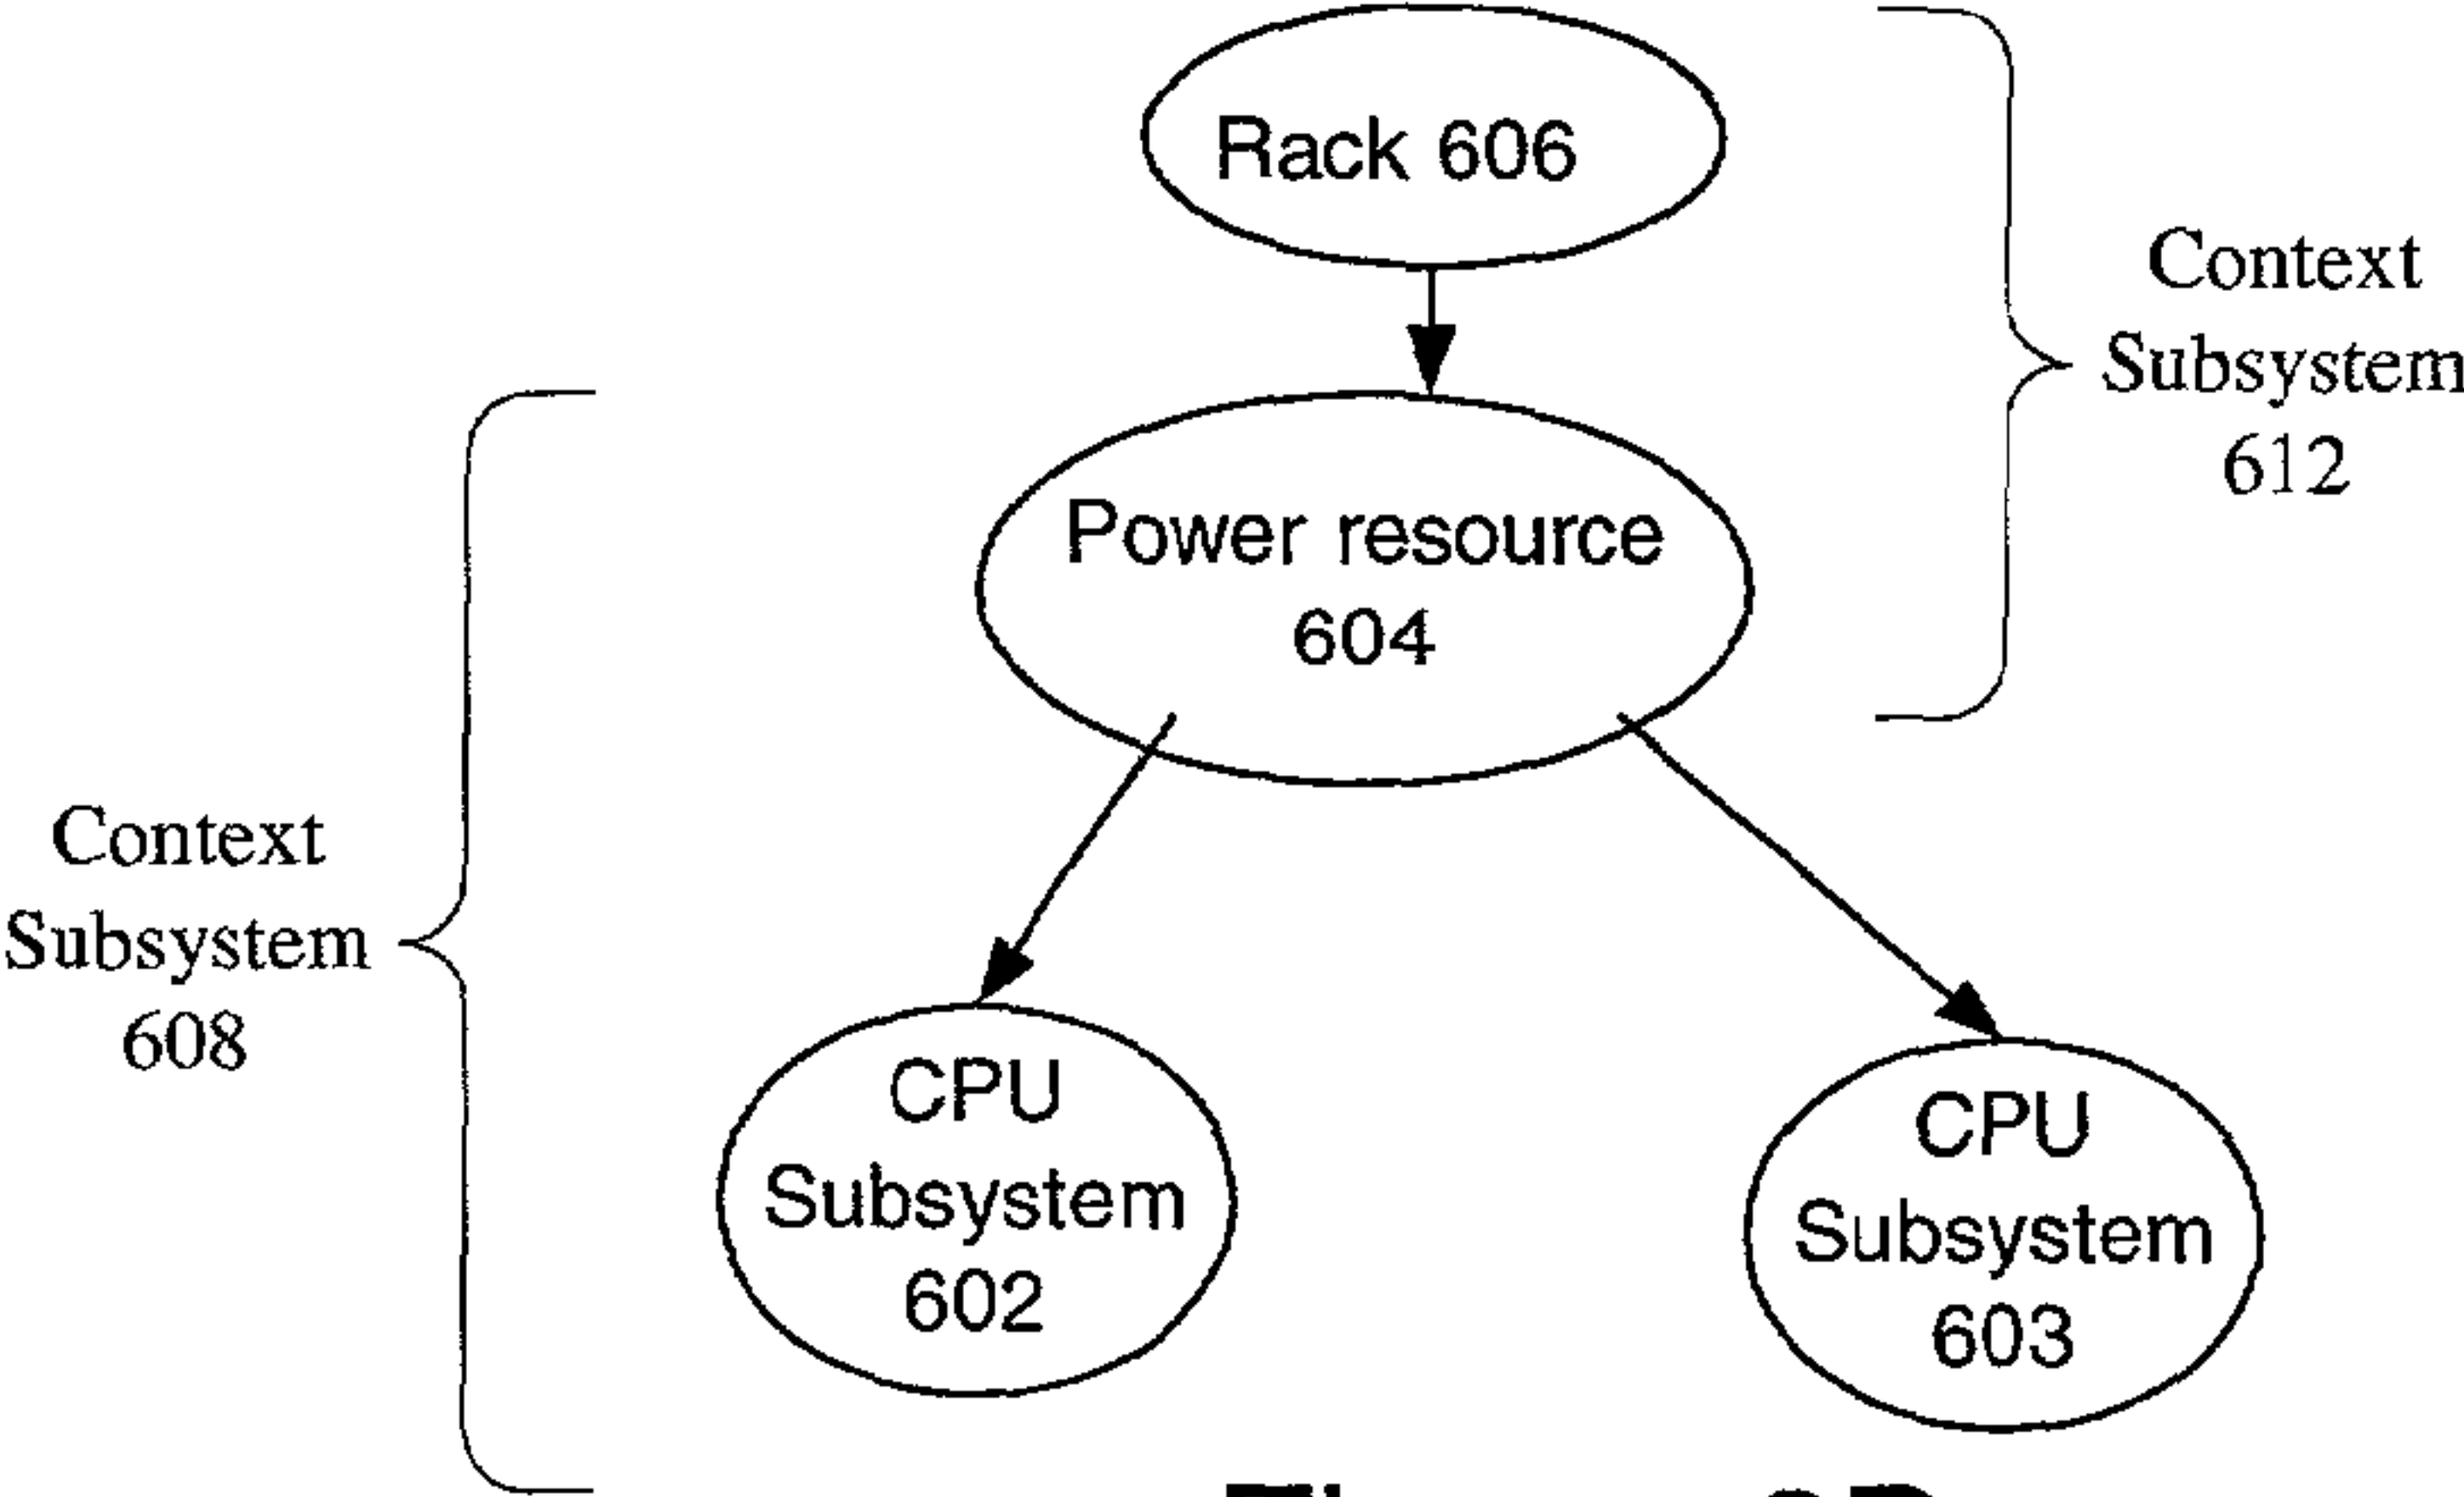 Rack 606
Context
Subsystem
612
Power resource
604
Context
Subsystem
608
CPU
Subsystem
602
CPU
Subsystem
603